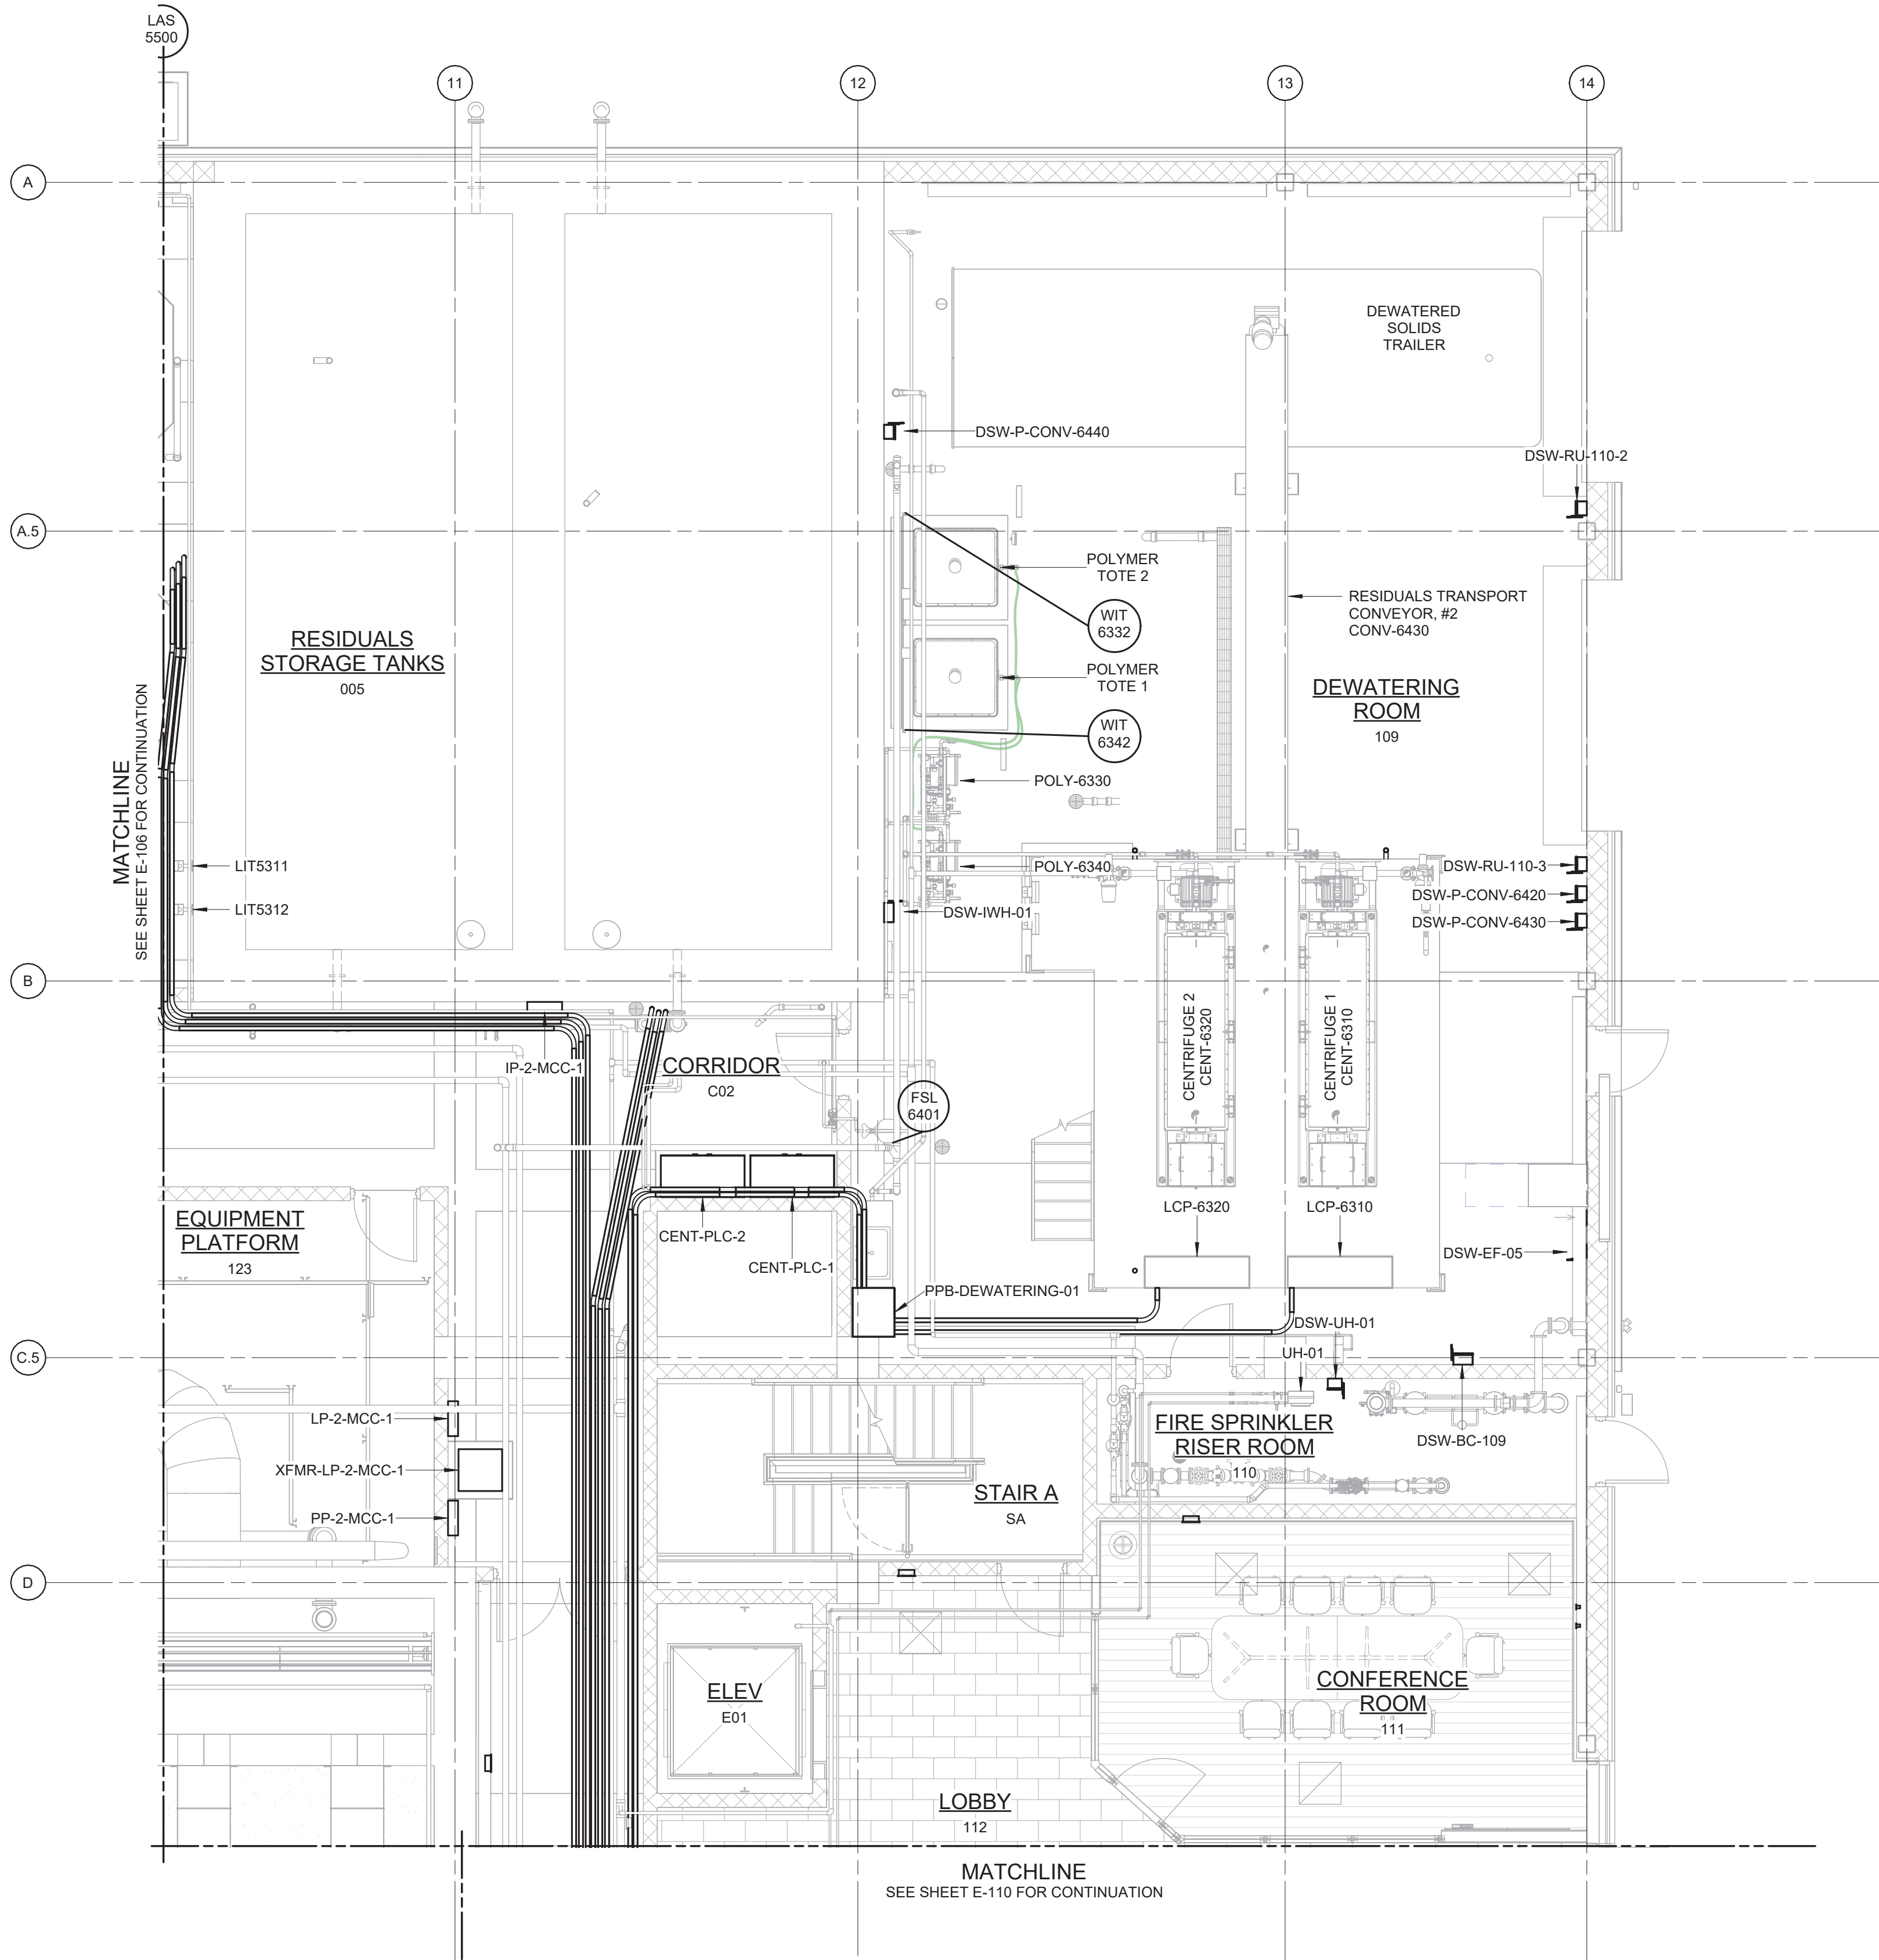 LAS
5500
11
12
13
14
A
DEWATERED
SOLIDS
TRAILER
DSW-P-CONV-6440
DSW-RU-110-2
A.5
POLYMER
TOTE 2
WIT
6332
RESIDUALS TRANSPORT
CONVEYOR, #2
CONV-6430
RESIDUALS
STORAGE TANKS
005
POLYMER
TOTE 1
DEWATERING
ROOM
109
WIT
6342
MATCHLINE
SEE SHEET E-106 FOR CONTINUATION
POLY-6330
LIT5311
POLY-6340
DSW-RU-110-3
DSW-P-CONV-6420
LIT5312
DSW-IWH-01
DSW-P-CONV-6430
B
CENTRIFUGE 2
CENT-6320
CENTRIFUGE 1
CENT-6310
IP-2-MCC-1
CORRIDOR
C02
FSL
6401
EQUIPMENT
PLATFORM
123
LCP-6320
LCP-6310
CENT-PLC-2
CENT-PLC-1
DSW-EF-05
PPB-DEWATERING-01
DSW-UH-01
C.5
UH-01
LP-2-MCC-1
FIRE SPRINKLER
RISER ROOM
110
DSW-BC-109
XFMR-LP-2-MCC-1
STAIR A
SA
PP-2-MCC-1
D
ELEV
E01
CONFERENCE
ROOM
111
LOBBY
112
MATCHLINE
SEE SHEET E-110 FOR CONTINUATION